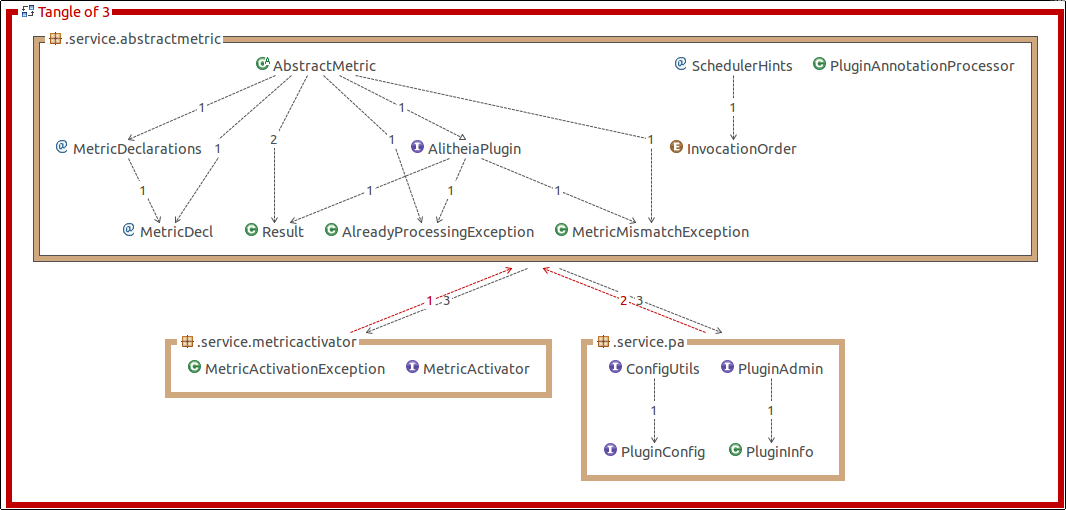 Tangle of 3
.service.abstractmetric
AbstractMetric
SchedulerHints
PluginAnnotationProcessor
1
1
1
2
1
1
1
MetricDeclarations
AlitheiaPlugin
InvocationOrder
1
1
1
1
MetricDecl
Result
AlreadyProcessingException
MetricMismatchException
1
3
2
3
.service.metricactivator
.service.pa
MetricActivationException
MetricActivator
ConfigUtils
PluginAdmin
1
1
PluginConfig
PluginInfo